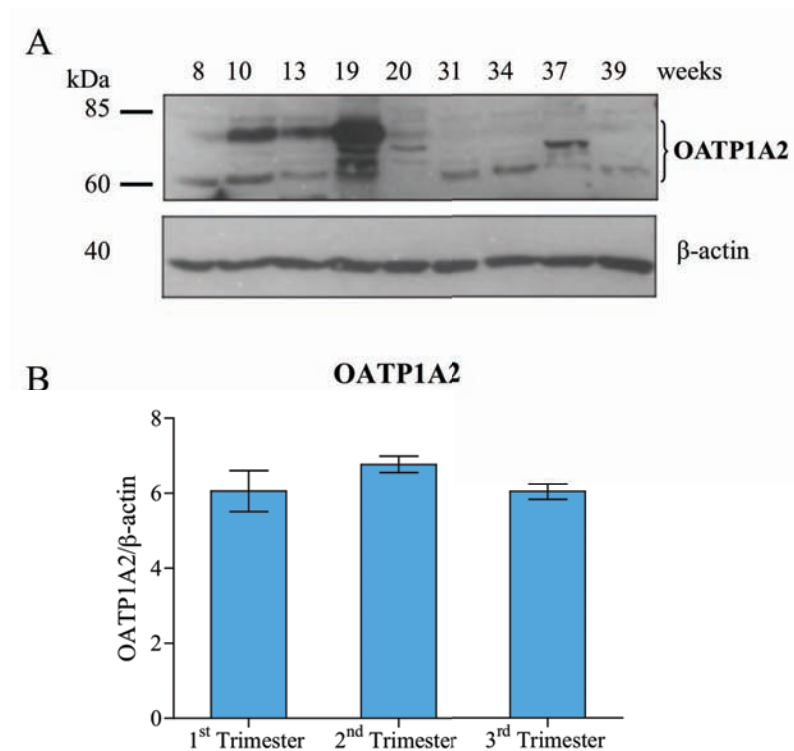 A
kDa 8 10 13 19 20 31 34 37 39 weeks
85
OATP1A2
60
40 β-actin
B OATP1A2
8
6
4
2
0
OATP1A2/β-actin
1st Trimester 2nd Trimester 3rd Trimester